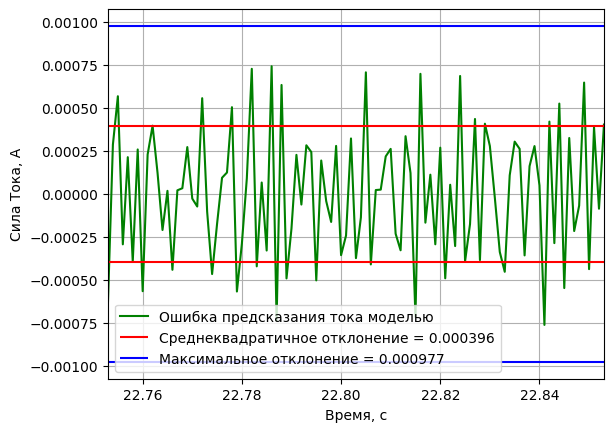 0.00100
0.00075
0.00050
0.00025
0.00000
−0.00025
−0.00050
−0.00075
−0.00100
Сила Тока, А
Ошибка предсказания тока моделью
Среднеквадратичное отклонение = 0.000396
Максимальное отклонение = 0.000977
22.76 22.78 22.80 22.82 22.84
Время, с